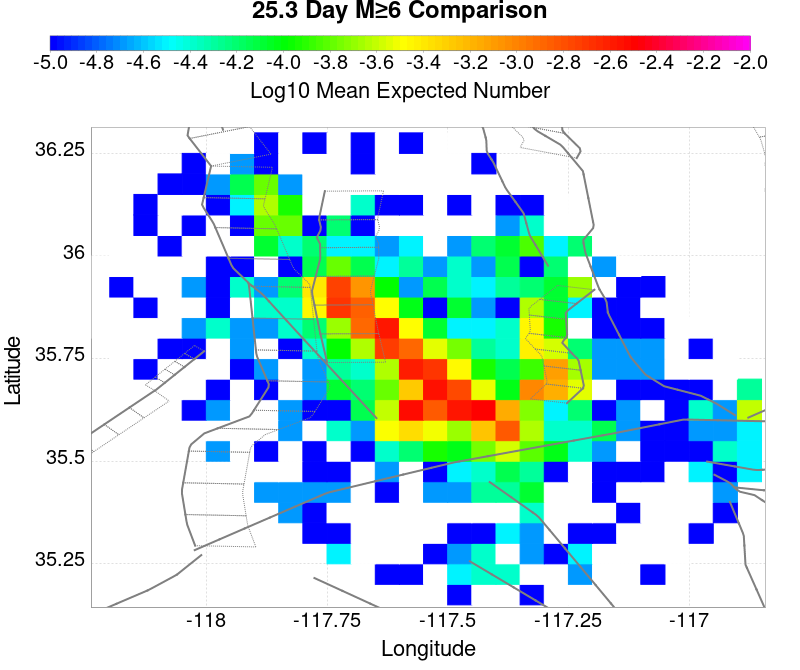 25.3 Day M≥6 Comparison
-5.0 -4.8 -4.6 -4.4 -4.2 -4.0 -3.8 -3.6 -3.4 -3.2 -3.0 -2.8 -2.6 -2.4 -2.2 -2.0
Log10 Mean Expected Number
36.25
36
35.75
35.5
35.25
Latitude
-118 -117.75 -117.5 -117.25 -117
Longitude